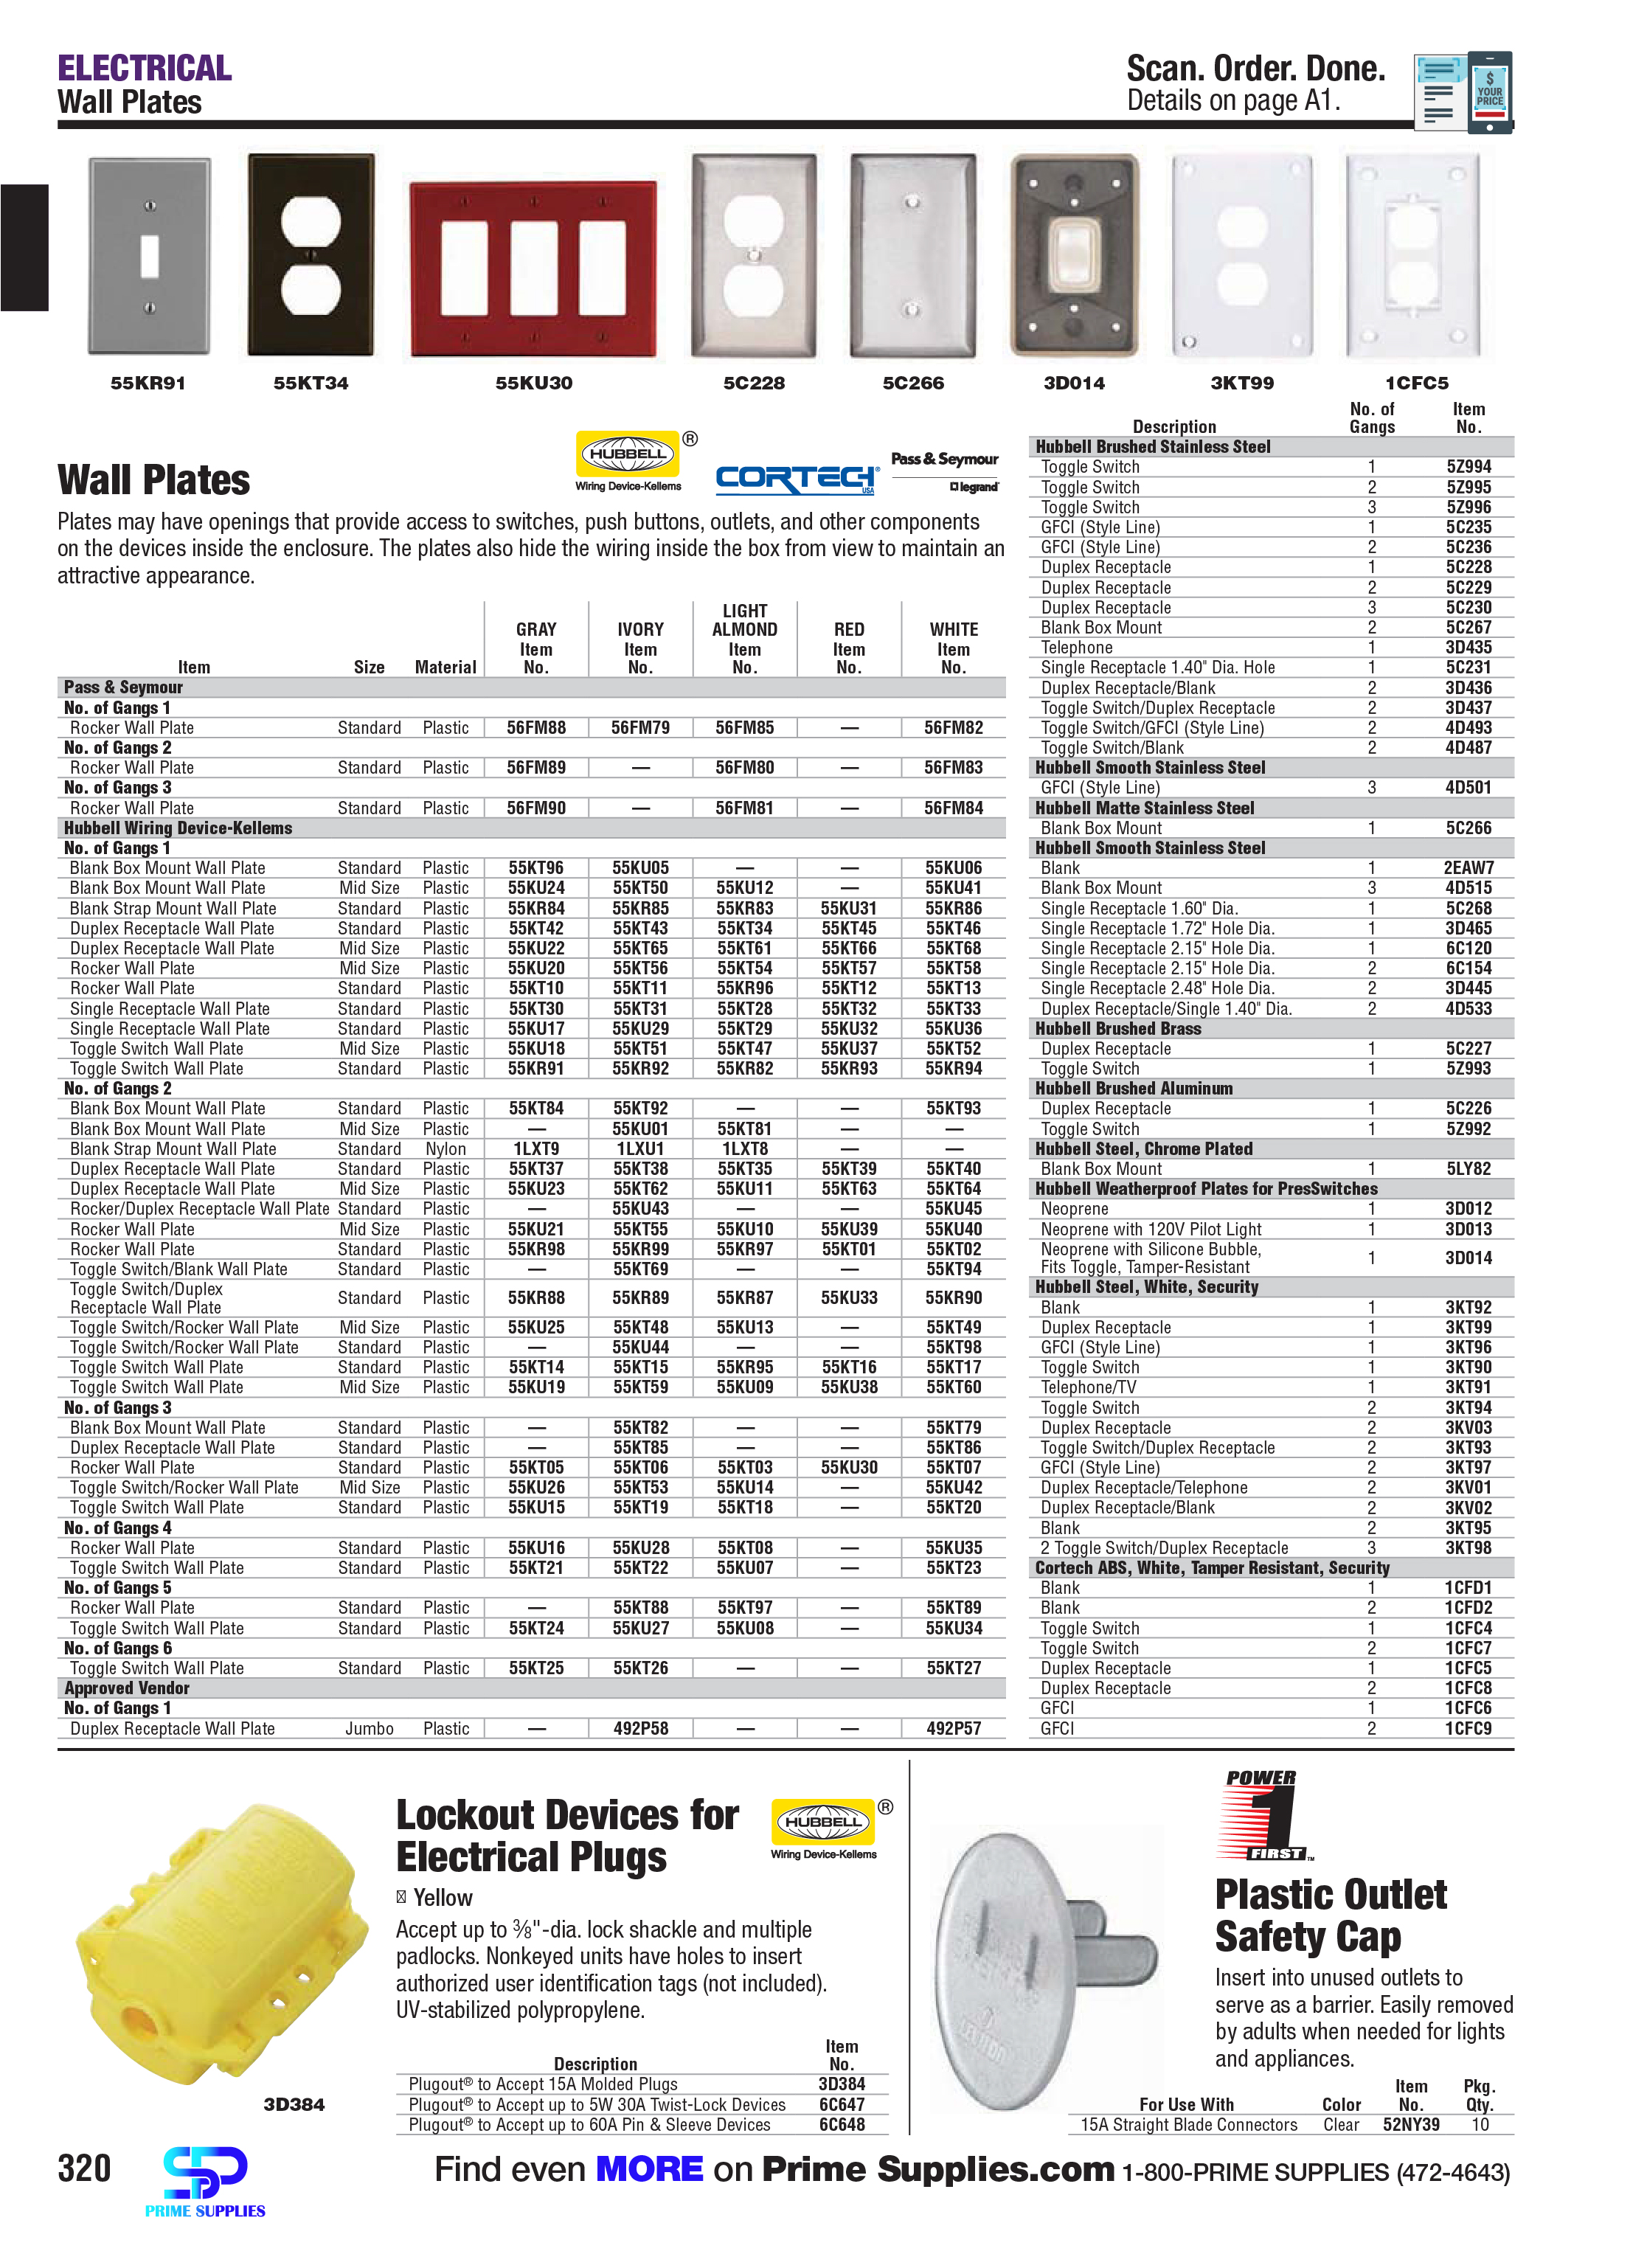 ELECTRICAL
Wall Plates
Scan. Order. Done.
Details on page A1.
$
YOUR
PRICE
55KR91 55KT34 55KU30 5C228 5C266 3D014 3KT99 1CFC5
Wall Plates
HUBBELL ®
Wiring Device-Kellems
CORTECH®
USA
Pass & Seymour
legrand®
Plates may have openings that provide access to switches, push buttons, outlets, and other components
on the devices inside the enclosure. The plates also hide the wiring inside the box from view to maintain an
attractive appearance.
LIGHT
GRAY IVORY ALMOND RED WHITE
Item Item Item Item Item
Item Size Material No. No. No. No. No.
Pass & Seymour
No. of Gangs 1
Rocker Wall Plate Standard Plastic 56FM88 56FM79 56FM85 — 56FM82
No. of Gangs 2
Rocker Wall Plate Standard Plastic 56FM89 — 56FM80 — 56FM83
No. of Gangs 3
Rocker Wall Plate Standard Plastic 56FM90 — 56FM81 — 56FM84
Hubbell Wiring Device-Kellems
No. of Gangs 1
Blank Box Mount Wall Plate Standard Plastic 55KT96 55KU05 — — 55KU06
Blank Box Mount Wall Plate Mid Size Plastic 55KU24 55KT50 55KU12 — 55KU41
Blank Strap Mount Wall Plate Standard Plastic 55KR84 55KR85 55KR83 55KU31 55KR86
Duplex Receptacle Wall Plate Standard Plastic 55KT42 55KT43 55KT34 55KT45 55KT46
Duplex Receptacle Wall Plate Mid Size Plastic 55KU22 55KT65 55KT61 55KT66 55KT68
Rocker Wall Plate Mid Size Plastic 55KU20 55KT56 55KT54 55KT57 55KT58
Rocker Wall Plate Standard Plastic 55KT10 55KT11 55KR96 55KT12 55KT13
Single Receptacle Wall Plate Standard Plastic 55KT30 55KT31 55KT28 55KT32 55KT33
Single Receptacle Wall Plate Standard Plastic 55KU17 55KU29 55KT29 55KU32 55KU36
Toggle Switch Wall Plate Mid Size Plastic 55KU18 55KT51 55KT47 55KU37 55KT52
Toggle Switch Wall Plate Standard Plastic 55KR91 55KR92 55KR82 55KR93 55KR94
No. of Gangs 2
Blank Box Mount Wall Plate Standard Plastic 55KT84 55KT92 — — 55KT93
Blank Box Mount Wall Plate Mid Size Plastic — 55KU01 55KT81 — —
Blank Strap Mount Wall Plate Standard Nylon 1LXT9 1LXU1 1LXT8 — —
Duplex Receptacle Wall Plate Standard Plastic 55KT37 55KT38 55KT35 55KT39 55KT40
Duplex Receptacle Wall Plate Mid Size Plastic 55KU23 55KT62 55KU11 55KT63 55KT64
Rocker/Duplex Receptacle Wall Plate Standard Plastic — 55KU43 — — 55KU45
Rocker Wall Plate Mid Size Plastic 55KU21 55KT55 55KU10 55KU39 55KU40
Rocker Wall Plate Standard Plastic 55KR98 55KR99 55KR97 55KT01 55KT02
Toggle Switch/Blank Wall Plate Standard Plastic — 55KT69 — — 55KT94
Toggle Switch/Duplex
Receptacle Wall Plate Standard Plastic 55KR88 55KR89 55KR87 55KU33 55KR90
Toggle Switch/Rocker Wall Plate Mid Size Plastic 55KU25 55KT48 55KU13 — 55KT49
Toggle Switch/Rocker Wall Plate Standard Plastic — 55KU44 — — 55KT98
Toggle Switch Wall Plate Standard Plastic 55KT14 55KT15 55KR95 55KT16 55KT17
Toggle Switch Wall Plate Mid Size Plastic 55KU19 55KT59 55KU09 55KU38 55KT60
No. of Gangs 3
Blank Box Mount Wall Plate Standard Plastic — 55KT82 — — 55KT79
Duplex Receptacle Wall Plate Standard Plastic — 55KT85 — — 55KT86
Rocker Wall Plate Standard Plastic 55KT05 55KT06 55KT03 55KU30 55KT07
Toggle Switch/Rocker Wall Plate Mid Size Plastic 55KU26 55KT53 55KU14 — 55KU42
Toggle Switch Wall Plate Standard Plastic 55KU15 55KT19 55KT18 — 55KT20
No. of Gangs 4
Rocker Wall Plate Standard Plastic 55KU16 55KU28 55KT08 — 55KU35
Toggle Switch Wall Plate Standard Plastic 55KT21 55KT22 55KU07 — 55KT23
No. of Gangs 5
Rocker Wall Plate Standard Plastic — 55KT88 55KT97 — 55KT89
Toggle Switch Wall Plate Standard Plastic 55KT24 55KU27 55KU08 — 55KU34
No. of Gangs 6
Toggle Switch Wall Plate Standard Plastic 55KT25 55KT26 — — 55KT27
Approved Vendor
No. of Gangs 1
Duplex Receptacle Wall Plate Jumbo Plastic — 492P58 — — 492P57
No. of Item
Description Gangs No.
Hubbell Brushed Stainless Steel
Toggle Switch 1 5Z994
Toggle Switch 2 5Z995
Toggle Switch 3 5Z996
GFCI (Style Line) 1 5C235
GFCI (Style Line) 2 5C236
Duplex Receptacle 1 5C228
Duplex Receptacle 2 5C229
Duplex Receptacle 3 5C230
Blank Box Mount 2 5C267
Telephone 1 3D435
Single Receptacle 1.40" Dia. Hole 1 5C231
Duplex Receptacle/Blank 2 3D436
Toggle Switch/Duplex Receptacle 2 3D437
Toggle Switch/GFCI (Style Line) 2 4D493
Toggle Switch/Blank 2 4D487
Hubbell Smooth Stainless Steel
GFCI (Style Line) 3 4D501
Hubbell Matte Stainless Steel
Blank Box Mount 1 5C266
Hubbell Smooth Stainless Steel
Blank 1 2EAW7
Blank Box Mount 3 4D515
Single Receptacle 1.60" Dia. 1 5C268
Single Receptacle 1.72" Hole Dia. 1 3D465
Single Receptacle 2.15" Hole Dia. 1 6C120
Single Receptacle 2.15" Hole Dia. 2 6C154
Single Receptacle 2.48" Hole Dia. 2 3D445
Duplex Receptacle/Single 1.40" Dia. 2 4D533
Hubbell Brushed Brass
Duplex Receptacle 1 5C227
Toggle Switch 1 5Z993
Hubbell Brushed Aluminum
Duplex Receptacle 1 5C226
Toggle Switch 1 5Z992
Hubbell Steel, Chrome Plated
Blank Box Mount 1 5LY82
Hubbell Weatherproof Plates for PresSwitches
Neoprene 1 3D012
Neoprene with 120V Pilot Light 1 3D013
Neoprene with Silicone Bubble,
Fits Toggle, Tamper-Resistant 1 3D014
Hubbell Steel, White, Security
Blank 1 3KT92
Duplex Receptacle 1 3KT99
GFCI (Style Line) 1 3KT96
Toggle Switch 1 3KT90
Telephone/TV 1 3KT91
Toggle Switch 2 3KT94
Duplex Receptacle 2 3KV03
Toggle Switch/Duplex Receptacle 2 3KT93
GFCI (Style Line) 2 3KT97
Duplex Receptacle/Telephone 2 3KV01
Duplex Receptacle/Blank 2 3KV02
Blank 2 3KT95
2 Toggle Switch/Duplex Receptacle 3 3KT98
Cortech ABS, White, Tamper Resistant, Security
Blank 1 1CFD1
Blank 2 1CFD2
Toggle Switch 1 1CFC4
Toggle Switch 2 1CFC7
Duplex Receptacle 1 1CFC5
Duplex Receptacle 2 1CFC8
GFCI 1 1CFC6
GFCI 2 1CFC9
3D384
Lockout Devices for
Electrical Plugs
HUBBELL ®
Wiring Device-Kellems
Yellow
Accept up to 3⁄8"-dia. lock shackle and multiple
padlocks. Nonkeyed units have holes to insert
authorized user identification tags (not included).
UV-stabilized polypropylene.
Item
Description No.
Plugout® to Accept 15A Molded Plugs 3D384
Plugout® to Accept up to 5W 30A Twist-Lock Devices 6C647
Plugout® to Accept up to 60A Pin & Sleeve Devices 6C648
POWER
1
FIRST™
Plastic Outlet
Safety Cap
Insert into unused outlets to
serve as a barrier. Easily removed
by adults when needed for lights
and appliances.
Item Pkg.
For Use With Color No. Qty.
15A Straight Blade Connectors Clear 52NY39 10
320
PRIME SUPPLIES
Find even MORE on Prime Supplies.com 1-800-PRIME SUPPLIES (472-4643)